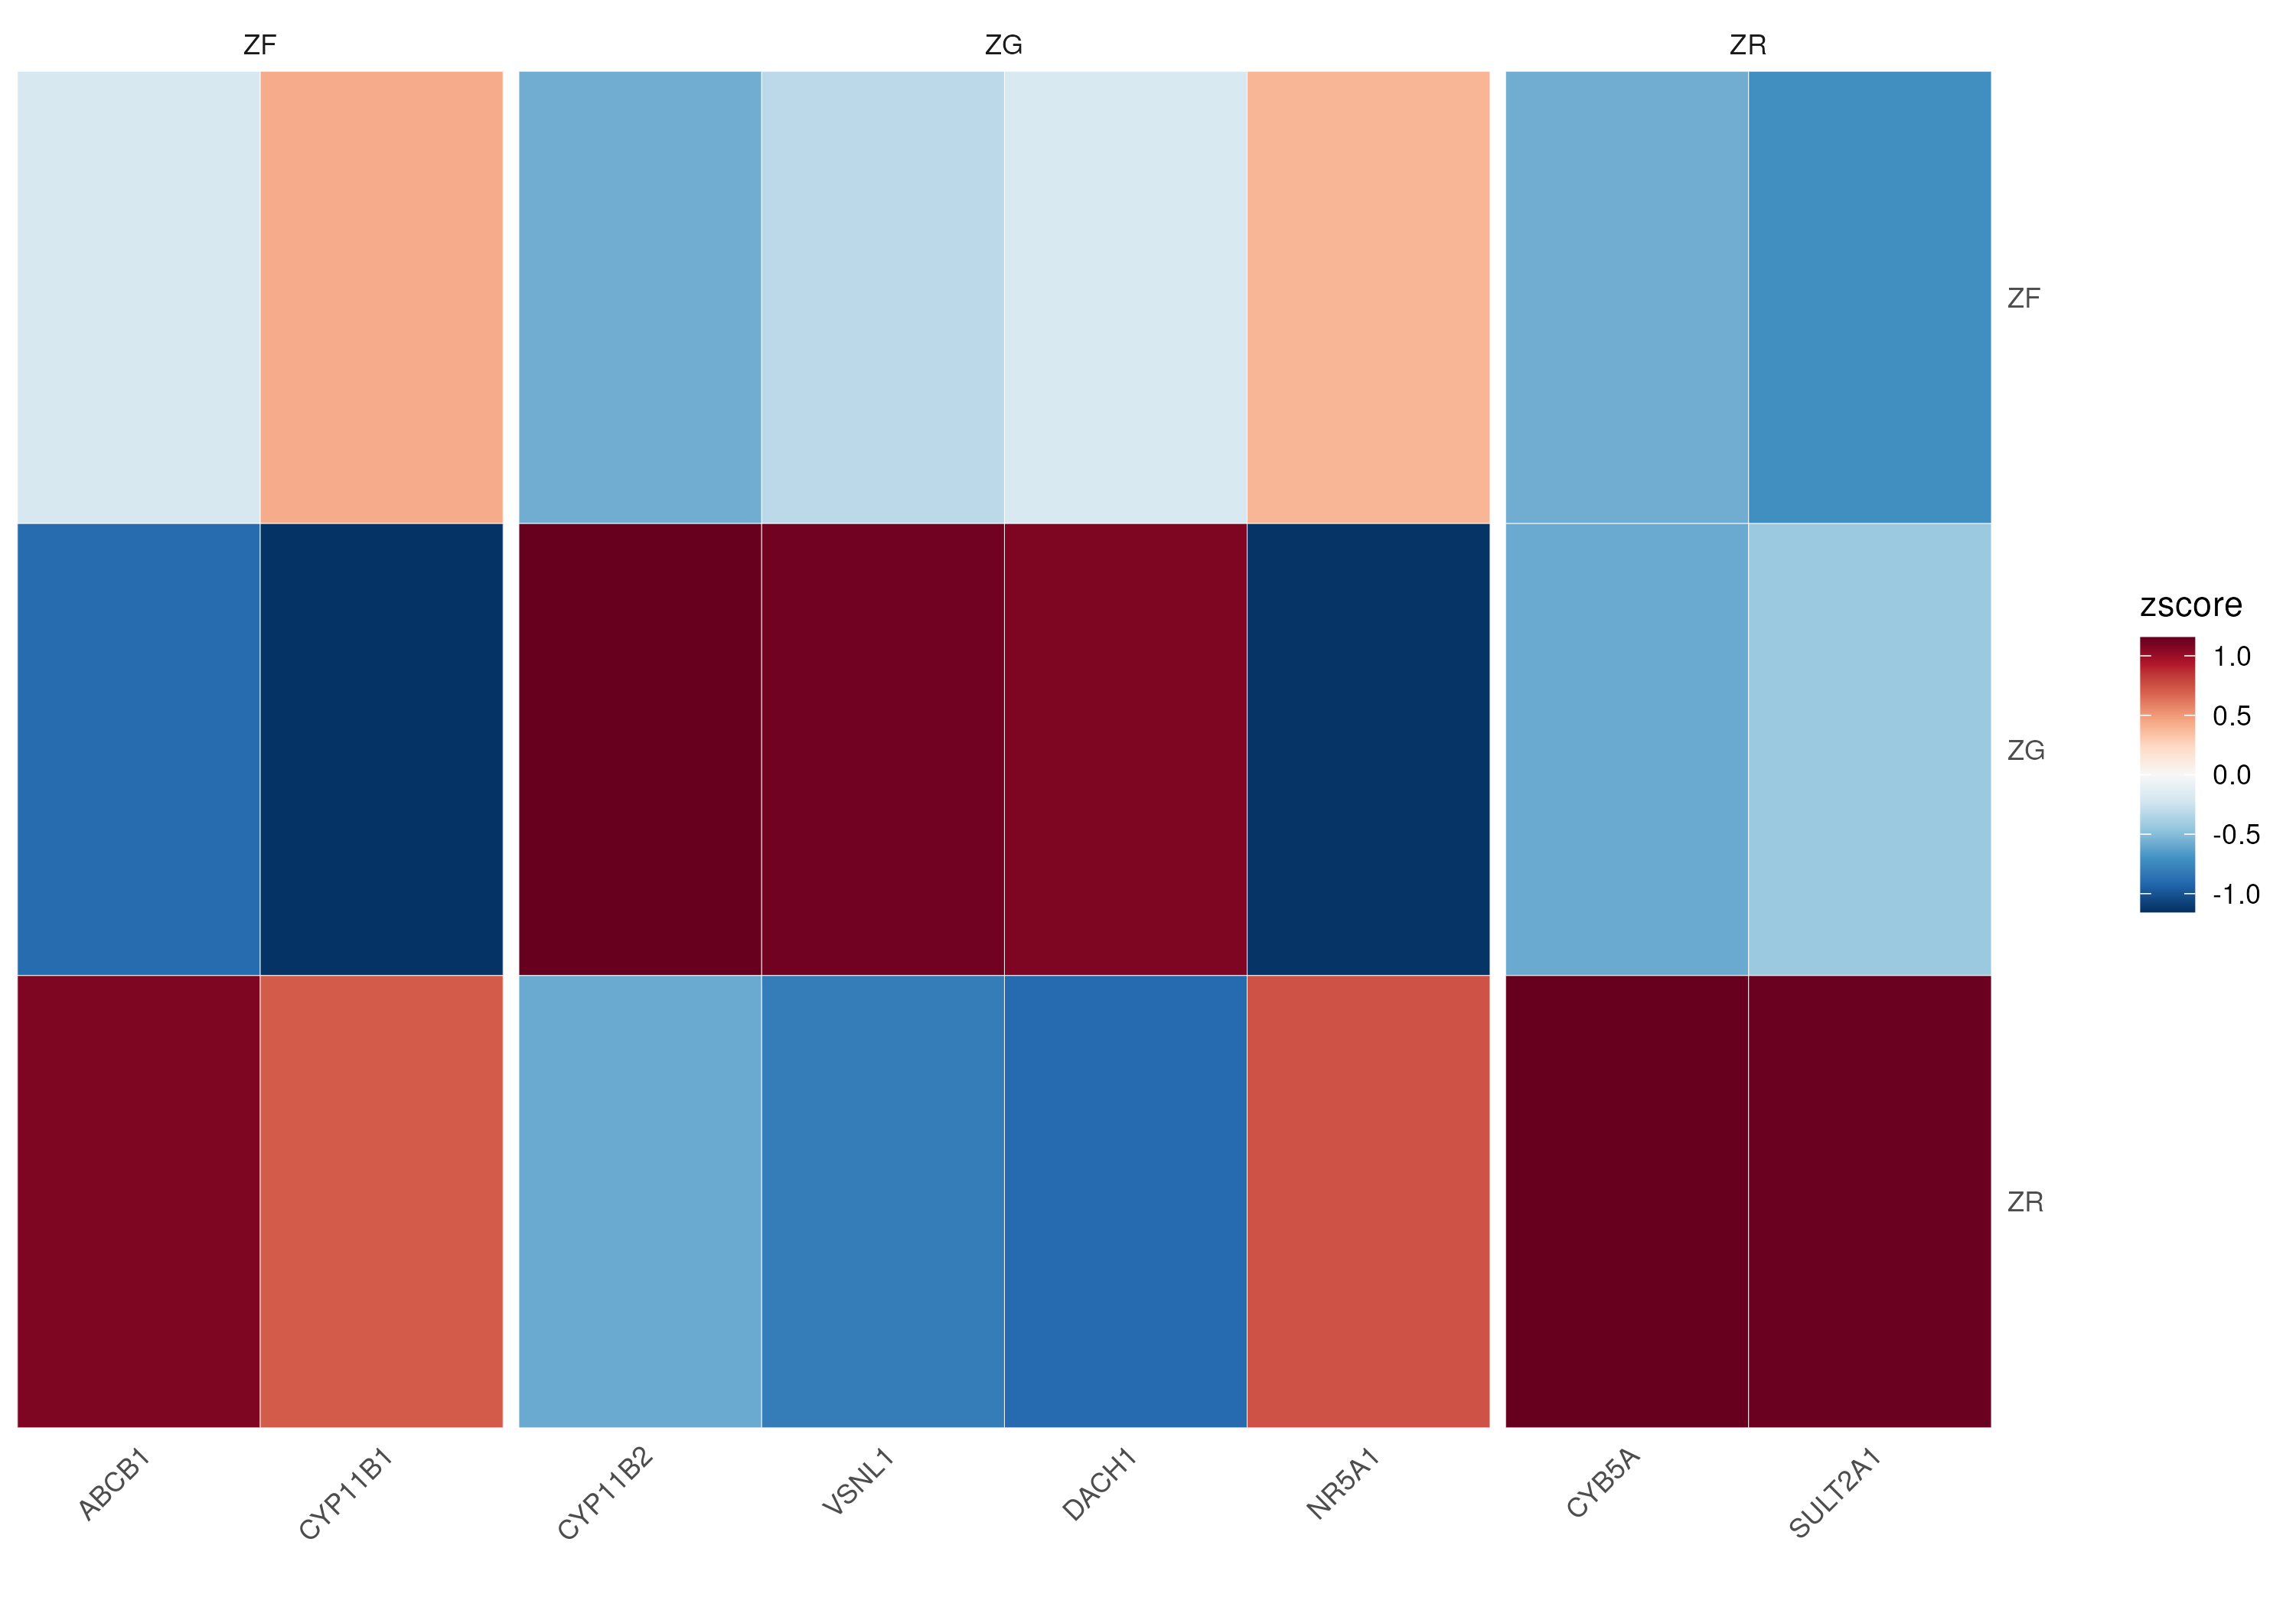 ZF ZG ZR
ZF
ZG
ZR
zscore
1.0
0.5
0.0
-0.5
-1.0
ABCB1 CYP11B1 CYP11B2 VSNL1 DACH1 NR5A1 CYB5A SULT2A1